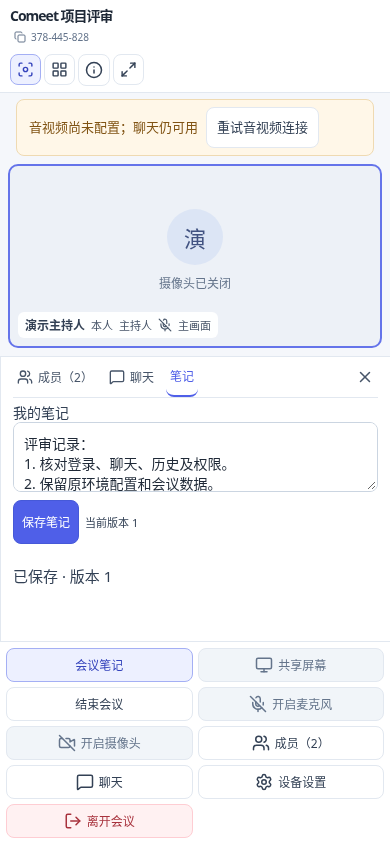 Comeet 项目评审
378-445-828
音视频尚未配置；聊天仍可用 重试音视频连接
演
摄像头已关闭
演示主持人 本人 主持人 主画面
成员（2） 聊天 笔记
我的笔记
评审记录：
1. 核对登录、聊天、历史及权限。
2. 保留原环境配置和会议数据。
保存笔记 当前版本 1
已保存 · 版本 1
会议笔记 共享屏幕
结束会议 开启麦克风
开启摄像头 成员（2）
聊天 设备设置
离开会议